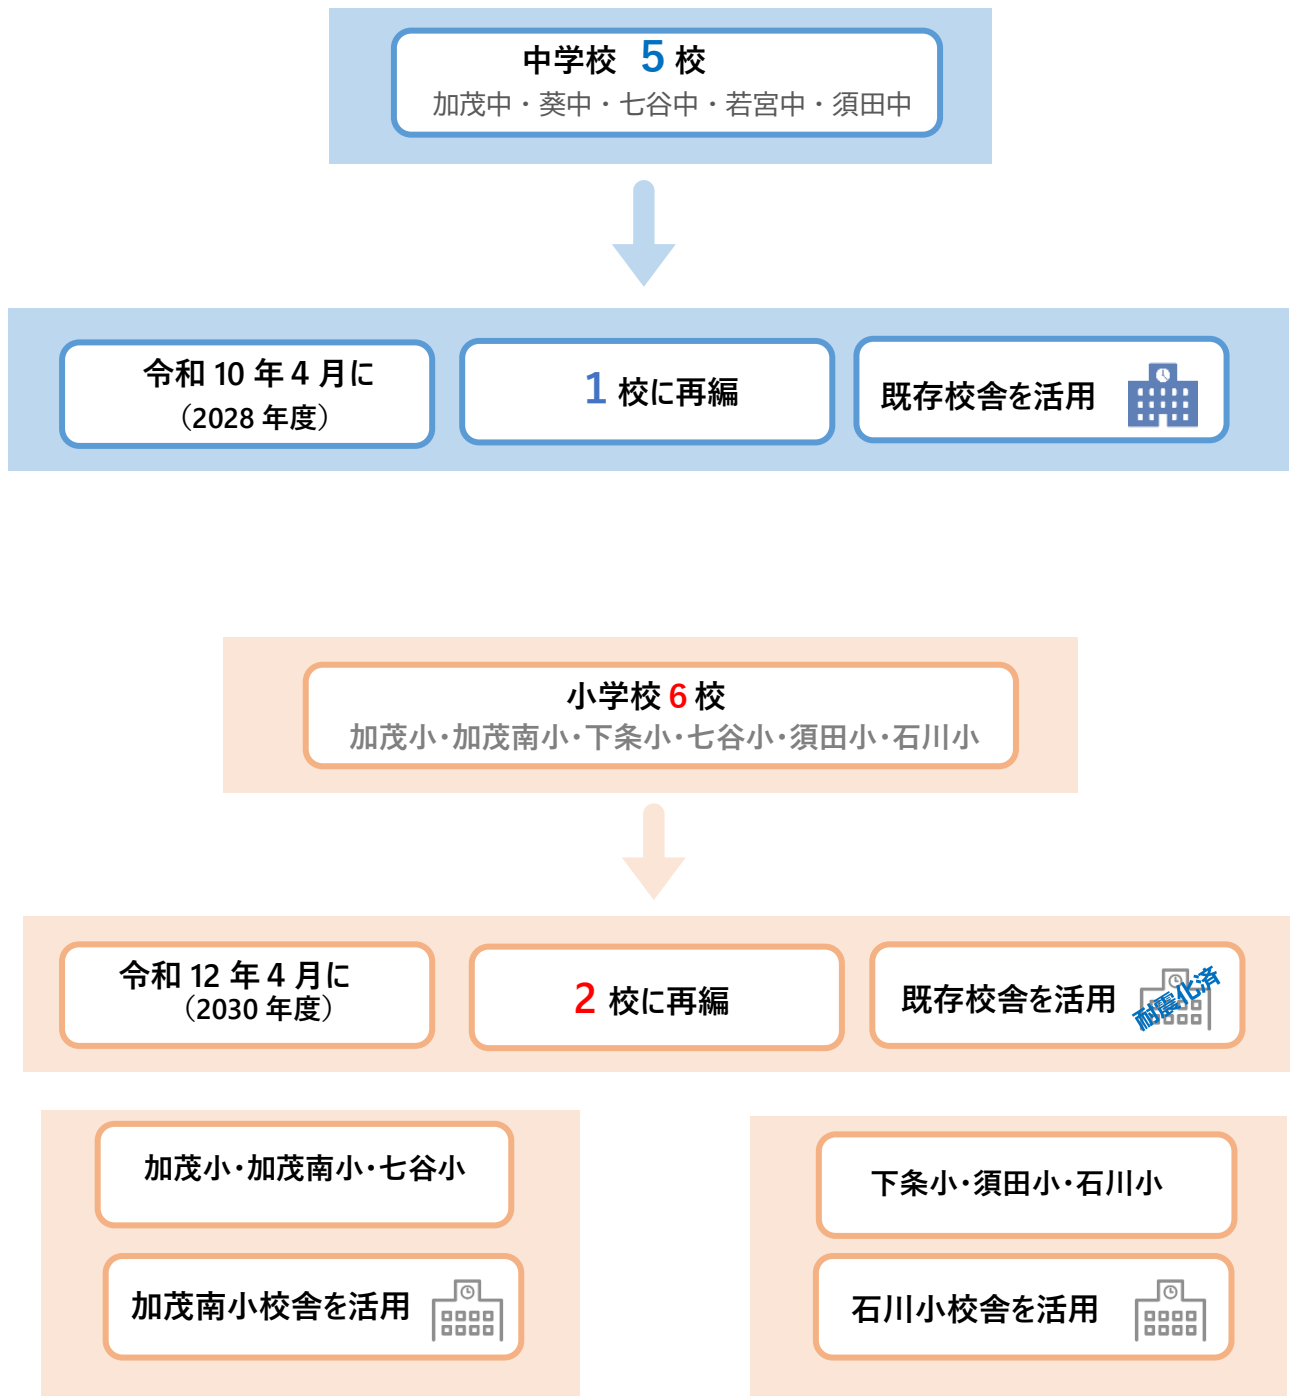 中学校 5 校
加茂中・葵中・七谷中・若宮中・須田中
令和 10 年 4 月に
（2028 年度）
1 校に再編
既存校舎を活用
小学校 6 校
加茂小・加茂南小・下条小・七谷小・須田小・石川小
令和 12 年 4 月に
（2030 年度）
2 校に再編
既存校舎を活用
耐震化済
加茂小・加茂南小・七谷小
加茂南小校舎を活用
下条小・須田小・石川小
石川小校舎を活用